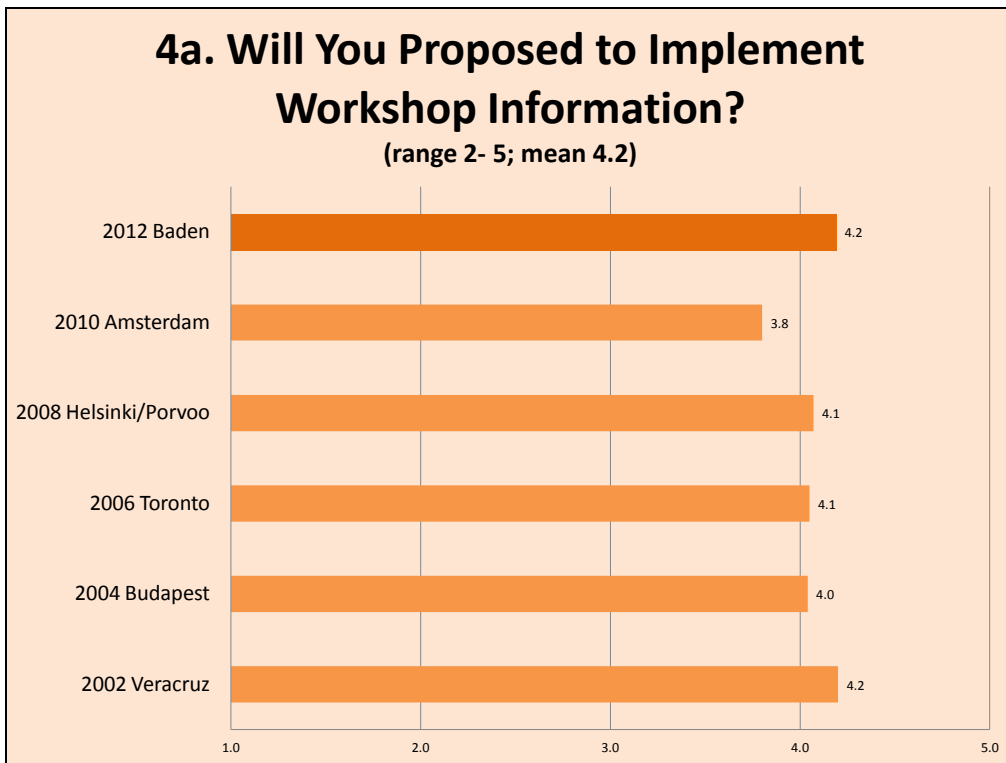 4a. Will You Proposed to Implement
Workshop Information?
(range 2- 5; mean 4.2)
2012 Baden
4.2
2010 Amsterdam
3.8
2008 Helsinki/Porvoo
4.1
2006 Toronto
4.1
2004 Budapest
4.0
2002 Veracruz
4.2
1.0 2.0 3.0 4.0 5.0